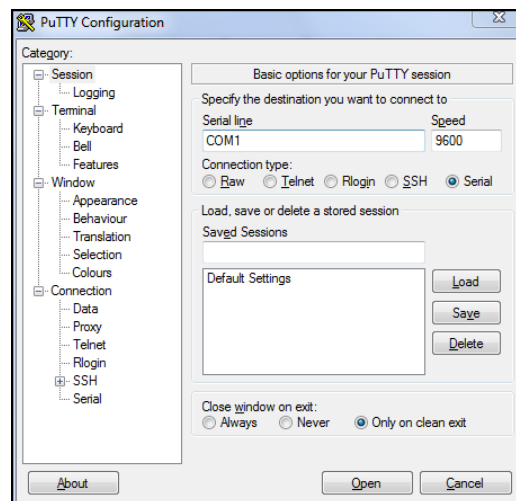 PuTTY Configuration
Category:
Session
Logging
Terminal
Keyboard
Bell
Features
Window
Appearance
Behaviour
Translation
Selection
Colours
Connection
Data
Proxy
Telnet
Rlogin
SSH
Serial
Basic options for your PuTTY session
Specify the destination you want to connect to
Serial line Speed
COM1 9600
Connection type:
Raw Telnet Rlogin SSH Serial
Load, save or delete a stored session
Saved Sessions
Default Settings
Load
Save
Delete
Close window on exit:
Always Never Only on clean exit
About Open Cancel